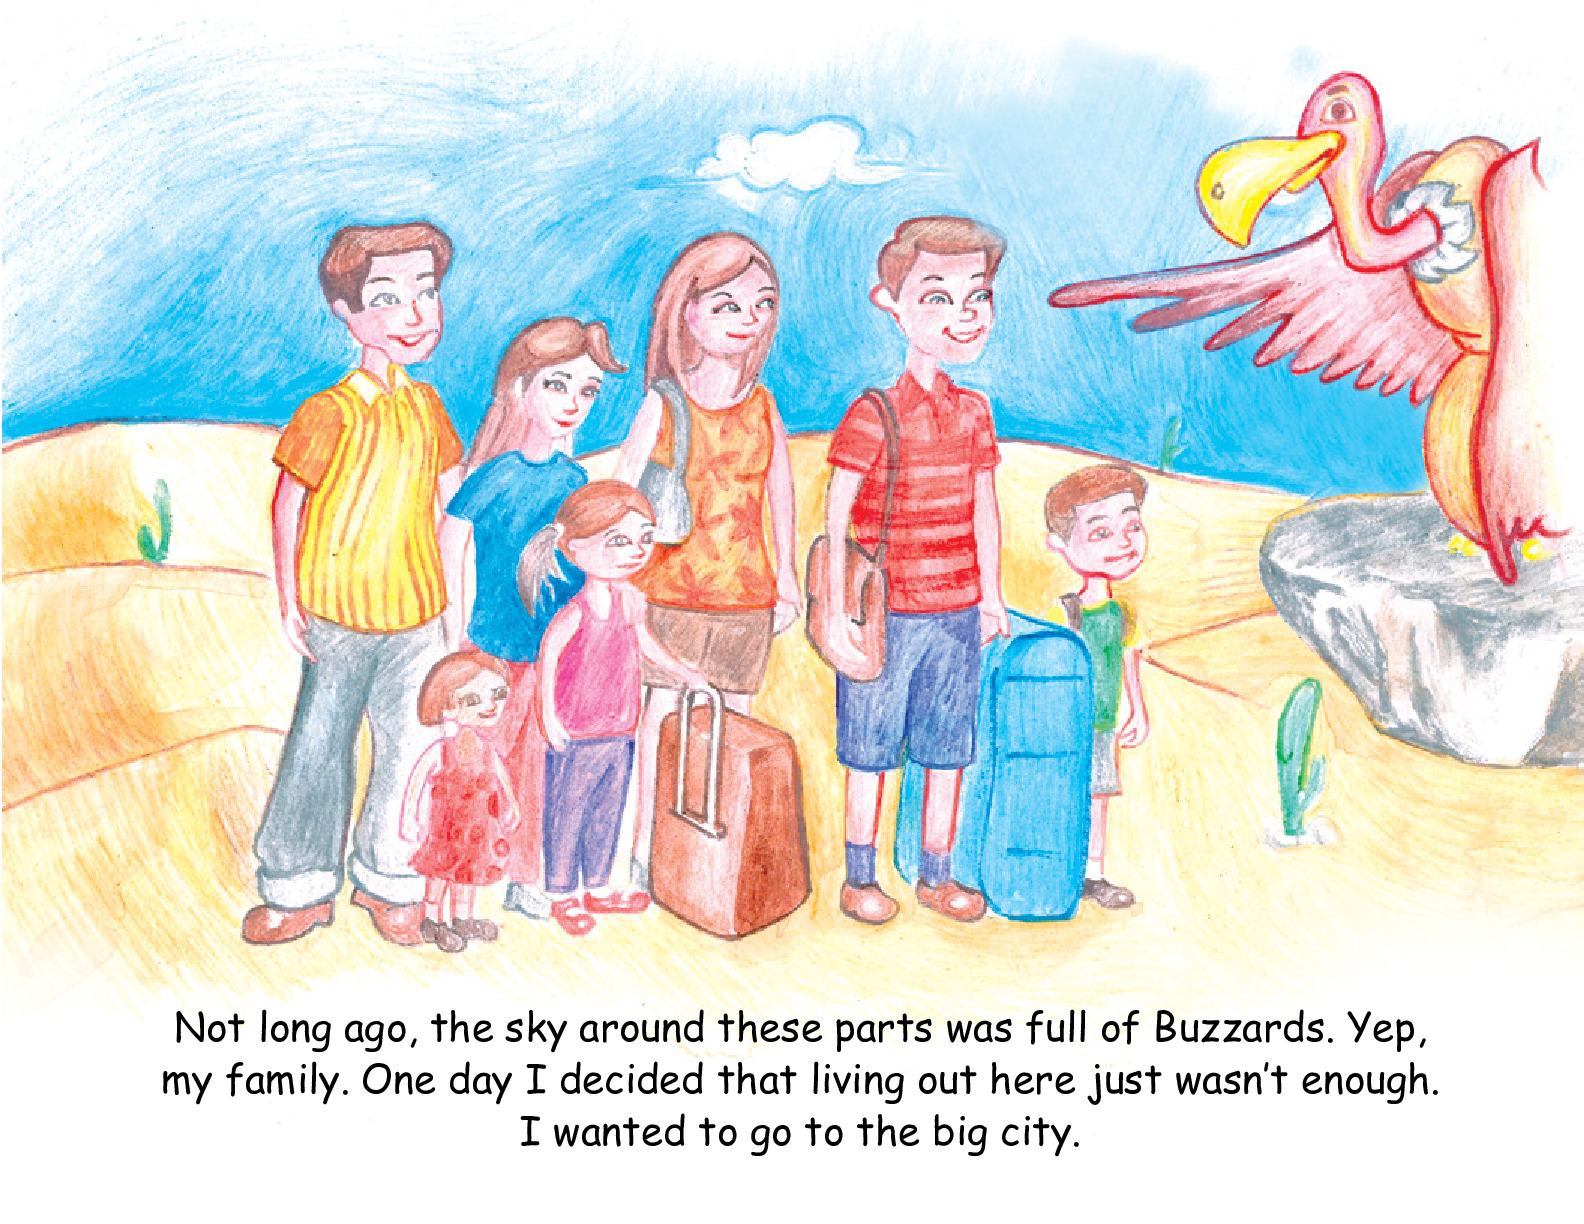 Not long ago, the sky around these parts was full of Buzzards. Yep,
my family. One day I decided that living out here just wasn't enough.
I wanted to go to the big city.